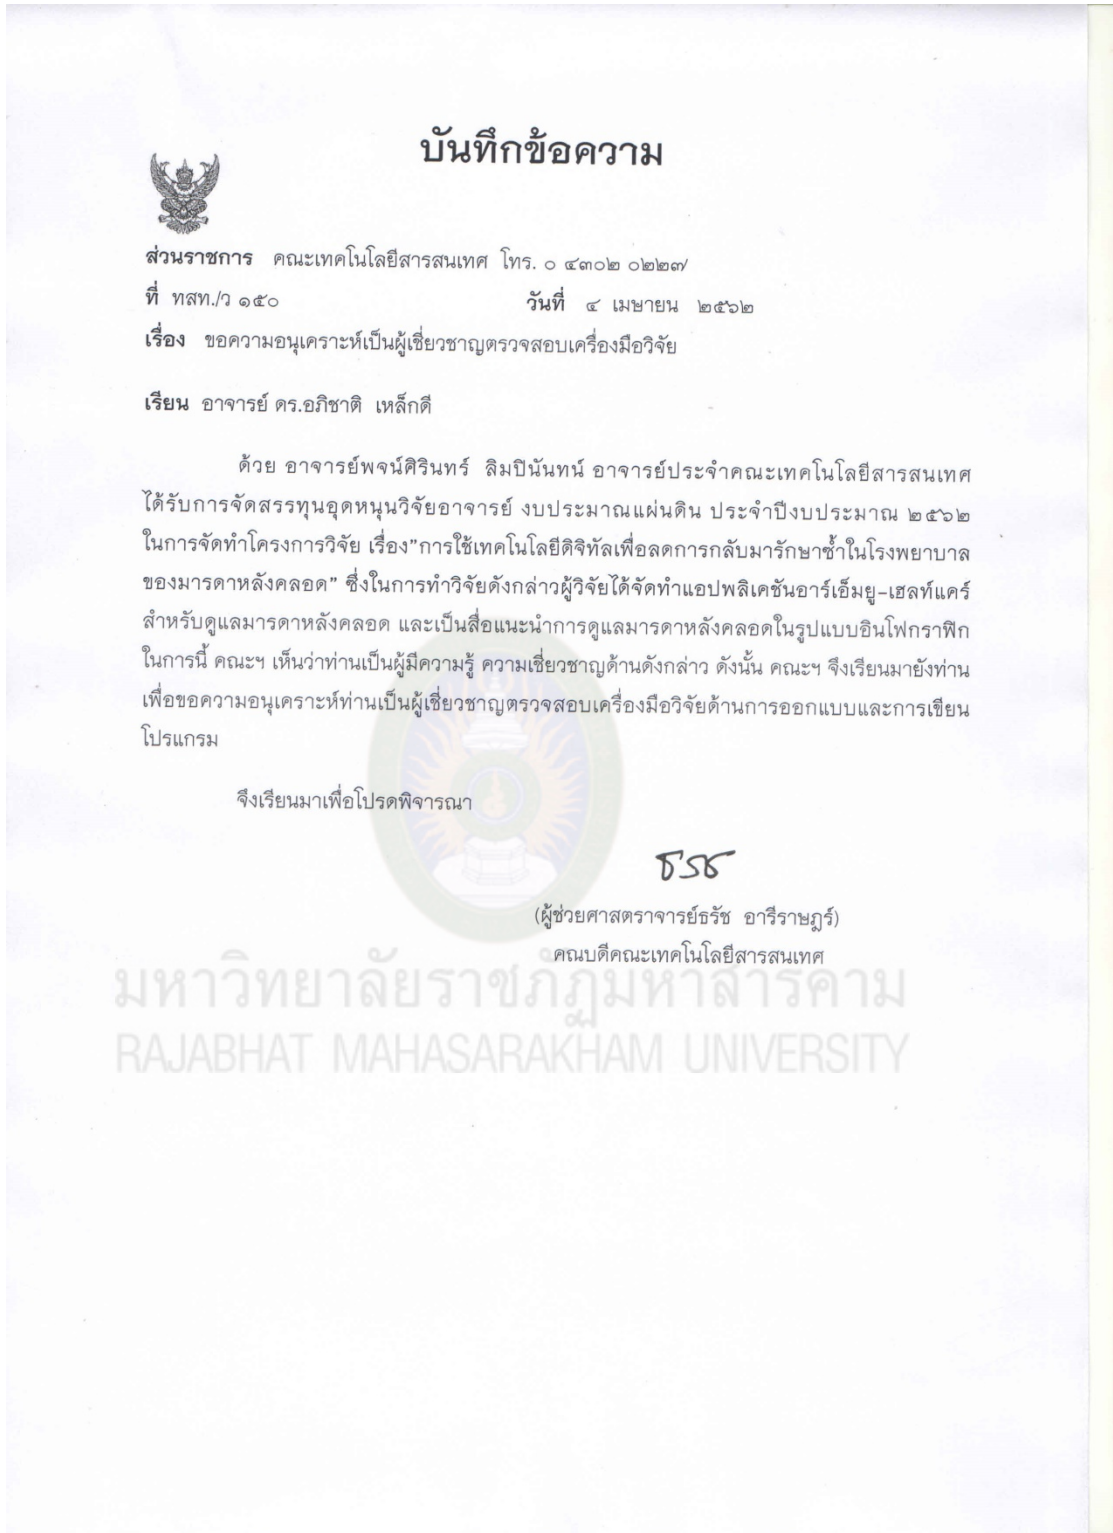 บันทึกข้อความ
ส่วนราชการ คณะเทคโนโลยีสารสนเทศ โทร. ๐ ๔๓๐๒ ๐๒๒๗
ที่ ทสท./ว ๑๕๐ วันที่ ๔ เมษายน ๒๕๖๒
เรื่อง ขอความอนุเคราะห์เป็นผู้เชี่ยวชาญตรวจสอบเครื่องมือวิจัย
เรียน อาจารย์ ดร.อภิชาติ เหล็กดี
ด้วย อาจารย์พจน์ศิรินทร์ ลิมปินันทน์ อาจารย์ประจำคณะเทคโนโลยีสารสนเทศ
ได้รับการจัดสรรทุนอุดหนุนวิจัยอาจารย์ งบประมาณแผ่นดิน ประจำปีงบประมาณ ๒๕๖๒
ในการจัดทำโครงการวิจัย เรื่อง"การใช้เทคโนโลยีดิจิทัลเพื่อลดการกลับมารักษาซ้ำในโรงพยาบาล
ของมารดาหลังคลอด" ซึ่งในการทำวิจัยดังกล่าวผู้วิจัยได้จัดทำแอปพลิเคชันอาร์เอ็มยู-เฮลท์แคร์
สำหรับดูแลมารดาหลังคลอด และเป็นสื่อแนะนำการดูแลมารดาหลังคลอดในรูปแบบอินโฟกราฟิก
ในการนี้ คณะฯ เห็นว่าท่านเป็นผู้มีความรู้ ความเชี่ยวชาญด้านดังกล่าว ดังนั้น คณะฯ จึงเรียนมายังท่าน
เพื่อขอความอนุเคราะห์ท่านเป็นผู้เชี่ยวชาญตรวจสอบเครื่องมือวิจัยด้านการออกแบบและการเขียน
โปรแกรม
จึงเรียนมาเพื่อโปรดพิจารณา
(ผู้ช่วยศาสตราจารย์ธรัช อารีราษฎร์)
คณบดีคณะเทคโนโลยีสารสนเทศ
มหาวิทยาลัยราชภัฏมหาสารคาม
RAJABHAT MAHASARAKHAM UNIVERSITY